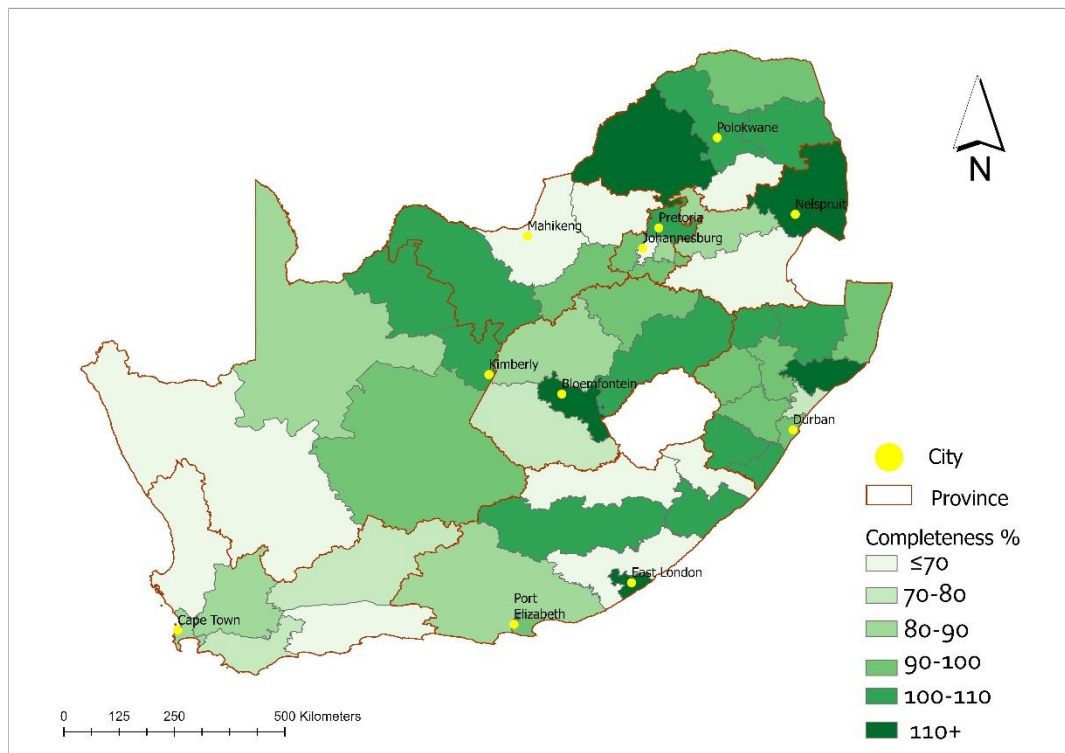 Polokwane
N
Nelspruit
Pretoria
Mahikeng
Johannesburg
Kimberly
Bloemfontein
Durban
City
Province
Completeness %
≤70
70-80
80-90
90-100
100-110
110+
East London
Port
Elizabeth
Cape Town
0 125 250 500 Kilometers